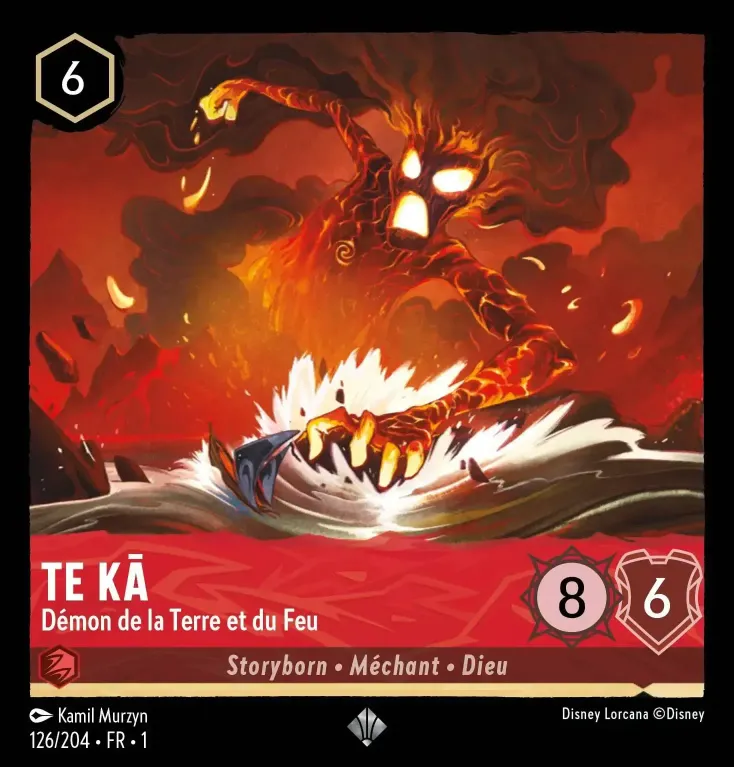 6
TE KĀ
Démon de la Terre et du Feu
8
6
Storyborn • Méchant • Dieu
Kamil Murzyn
Disney Lorcana ©Disney
126/204 • FR • 1